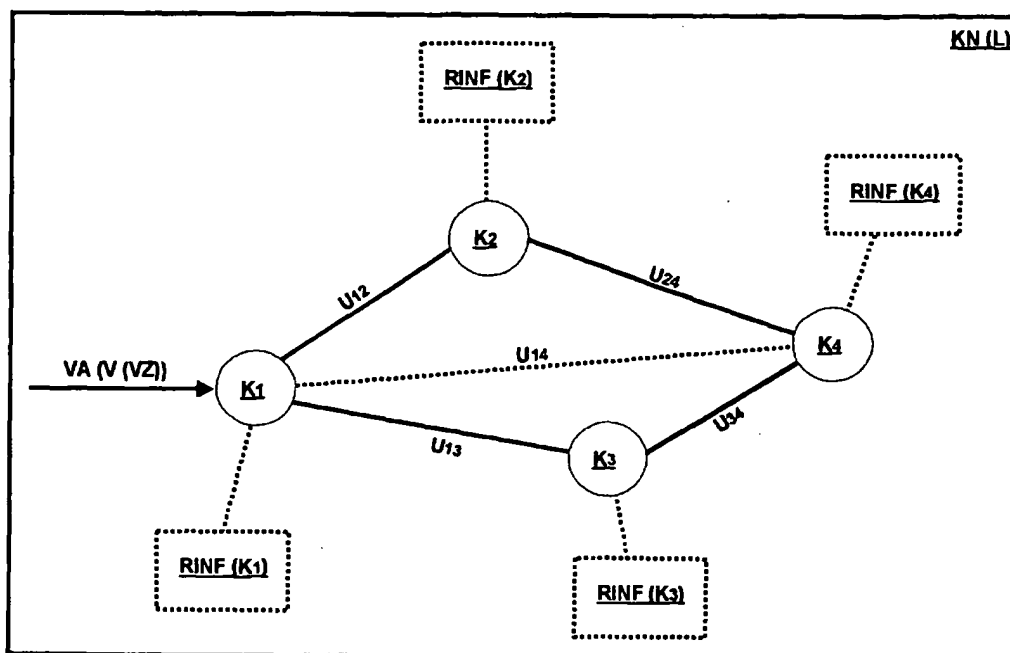 KN (L)
RINF (K2)
RINF (K4)
K2
U12
U24
VA (V (VZ))
U14
K4
K1
U13
U34
K3
RINF (K1)
RINF (K3)